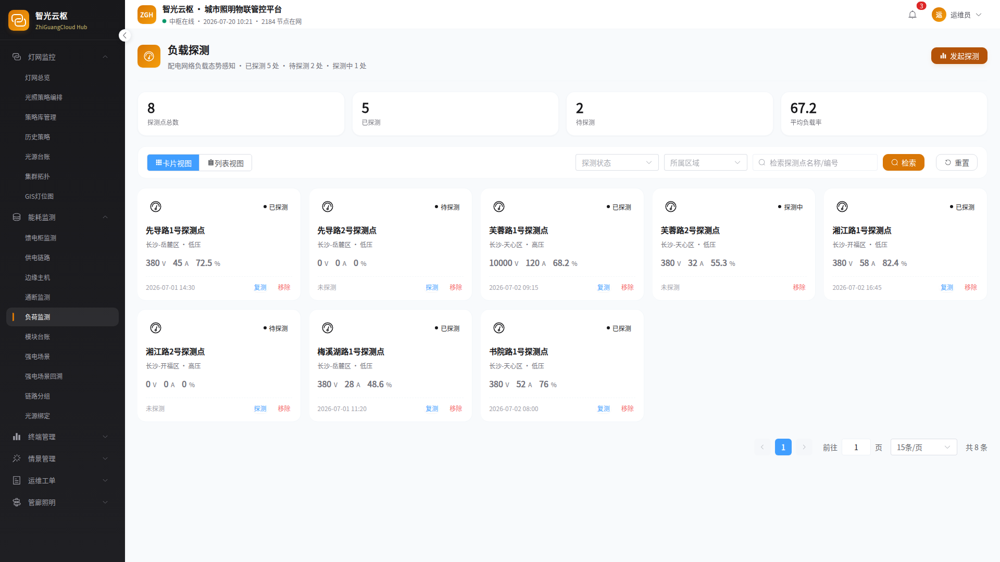 智光云枢
ZhiGuangCloud Hub
灯网监控
灯网总览
光照策略编排
策略库管理
历史策略
光源台账
集群拓扑
GIS灯位图
能耗监测
馈电柜监测
供电链路
边缘主机
通断监测
负荷监测
模块台账
强电场景
强电场景回溯
链路分组
光源绑定
终端管理
情景管理
运维工单
管廊照明
ZGH
智光云枢 · 城市照明物联管控平台
中枢在线 · 2026-07-20 10:21 · 2184 节点在网
3
运 运维员
负载探测
配电网络负载态势感知 · 已探测 5 处 · 待探测 2 处 · 探测中 1 处
发起探测
8
探测点总数
5
已探测
2
待探测
67.2
平均负载率
卡片视图 列表视图
探测状态 所属区域 检索探测点名称/编号 检索 重置
已探测
先导路1号探测点
长沙-岳麓区 · 低压
380 V 45 A 72.5 %
2026-07-01 14:30 复测 移除
待探测
先导路2号探测点
长沙-岳麓区 · 低压
0 V 0 A 0 %
未探测 探测 移除
已探测
芙蓉路1号探测点
长沙-天心区 · 高压
10000 V 120 A 68.2 %
2026-07-02 09:15 复测 移除
探测中
芙蓉路2号探测点
长沙-天心区 · 低压
380 V 32 A 55.3 %
未探测 移除
已探测
湘江路1号探测点
长沙-开福区 · 低压
380 V 58 A 82.4 %
2026-07-02 16:45 复测 移除
待探测
湘江路2号探测点
长沙-开福区 · 高压
0 V 0 A 0 %
未探测 探测 移除
已探测
梅溪湖路1号探测点
长沙-岳麓区 · 低压
380 V 28 A 48.6 %
2026-07-01 11:20 复测 移除
已探测
书院路1号探测点
长沙-天心区 · 低压
380 V 52 A 76 %
2026-07-02 08:00 复测 移除
1 前往 1 页 15条/页 共 8 条